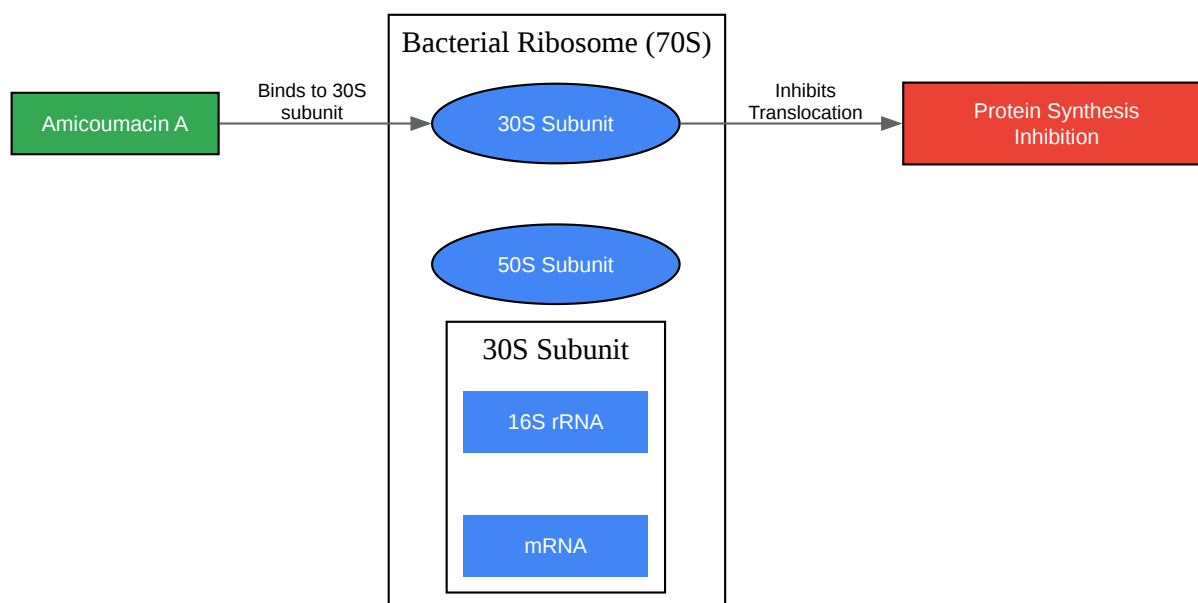 Bacterial Ribosome (70S)
Amicoumacin A
Binds to 30S
subunit
30S Subunit
Inhibits
Translocation
Protein Synthesis
Inhibition
50S Subunit
30S Subunit
16S rRNA
mRNA